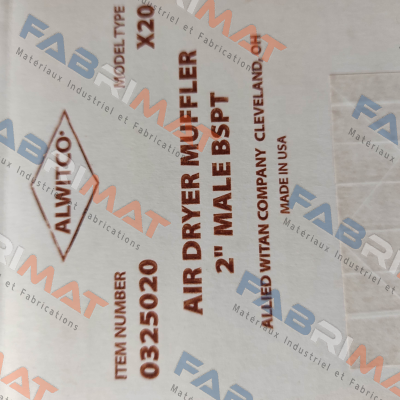 ALWITCO®
MODEL TYPE
X20
ITEM NUMBER
0325020
AIR DRYER MUFFLER
2" MALE BSPT
ALLIED WITAN COMPANY CLEVELAND, OH
MADE IN USA
FABRIMAT
Matériaux Industriel et Fabrications